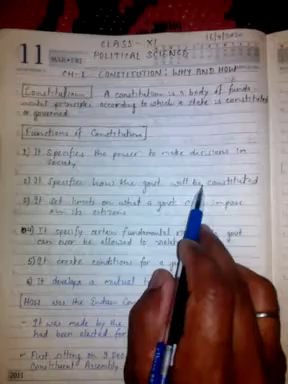 CLASS - XI
POLITICAL SCIENCE
11 MAR-FRI
CH-1 CONSTITUTION: WHY AND HOW
Constitution A constitution is a body of funda
mental principles according to which a state is constituted
or governed
Functions of Constitution
1) It specifies the power to make decisions in
society
2) It specifies how the govt will be constituted
3) It set limits on what a govt can impose
on its citizens
4) It specify certain fundamental govt
can ever be allowed to
5) It create conditions for a
6) It develops a mutual
How was the Indian
- It was made by the
had been elected for
- First sitting on 9 Dec
Constituent Assembly
2011